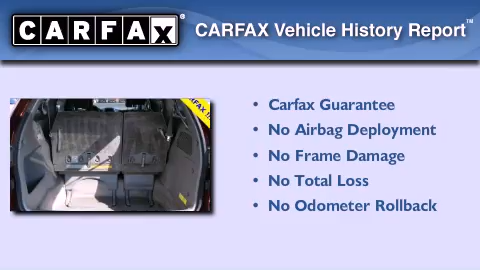 CARFAX® CARFAX Vehicle History Report™
• Carfax Guarantee
• No Airbag Deployment
• No Frame Damage
• No Total Loss
• No Odometer Rollback